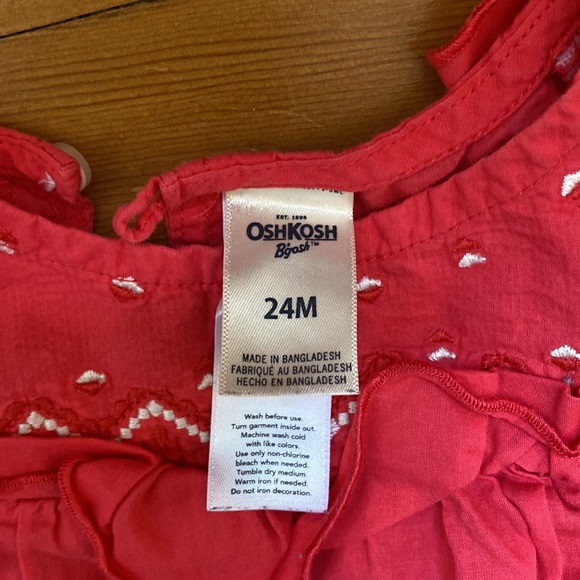 EST. 1895
OSHKOSH
B'gosh™
24M
MADE IN BANGLADESH
FABRIQUÉ AU BANGLADESH
HECHO EN BANGLADESH
Wash before use.
Turn garment inside out.
Machine wash cold
with like colors.
Use only non-chlorine
bleach when needed.
Tumble dry medium.
Warm iron if needed.
Do not iron decoration.